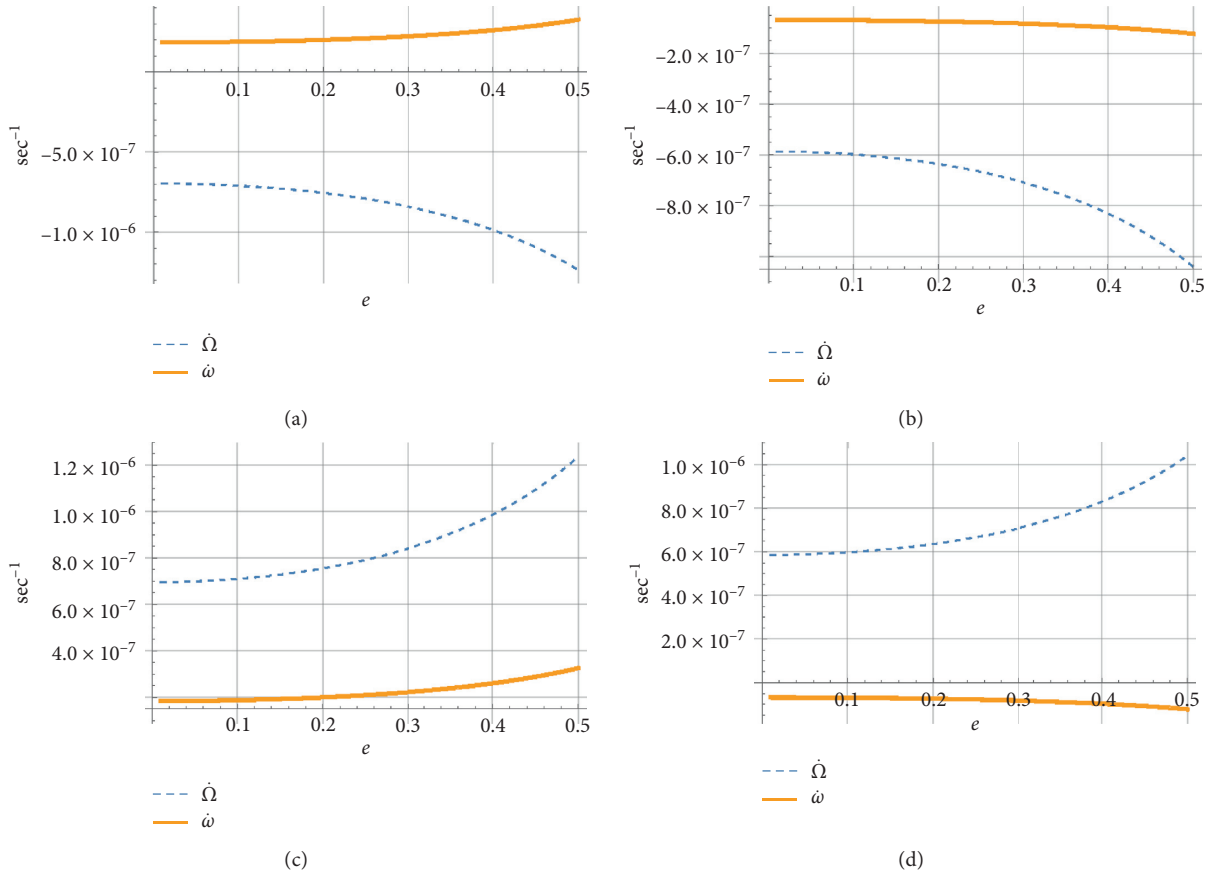 sec⁻¹
−5.0 × 10⁻⁷
−1.0 × 10⁻⁶
0.1 0.2 0.3 0.4 0.5
e
Ω̇
ω̇
(a)
sec⁻¹
−2.0 × 10⁻⁷
−4.0 × 10⁻⁷
−6.0 × 10⁻⁷
−8.0 × 10⁻⁷
0.1 0.2 0.3 0.4 0.5
e
Ω̇
ω̇
(b)
sec⁻¹
1.2 × 10⁻⁶
1.0 × 10⁻⁶
8.0 × 10⁻⁷
6.0 × 10⁻⁷
4.0 × 10⁻⁷
0.1 0.2 0.3 0.4 0.5
e
Ω̇
ω̇
(c)
sec⁻¹
1.0 × 10⁻⁶
8.0 × 10⁻⁷
6.0 × 10⁻⁷
4.0 × 10⁻⁷
2.0 × 10⁻⁷
0.1 0.2 0.3 0.4 0.5
e
Ω̇
ω̇
(d)